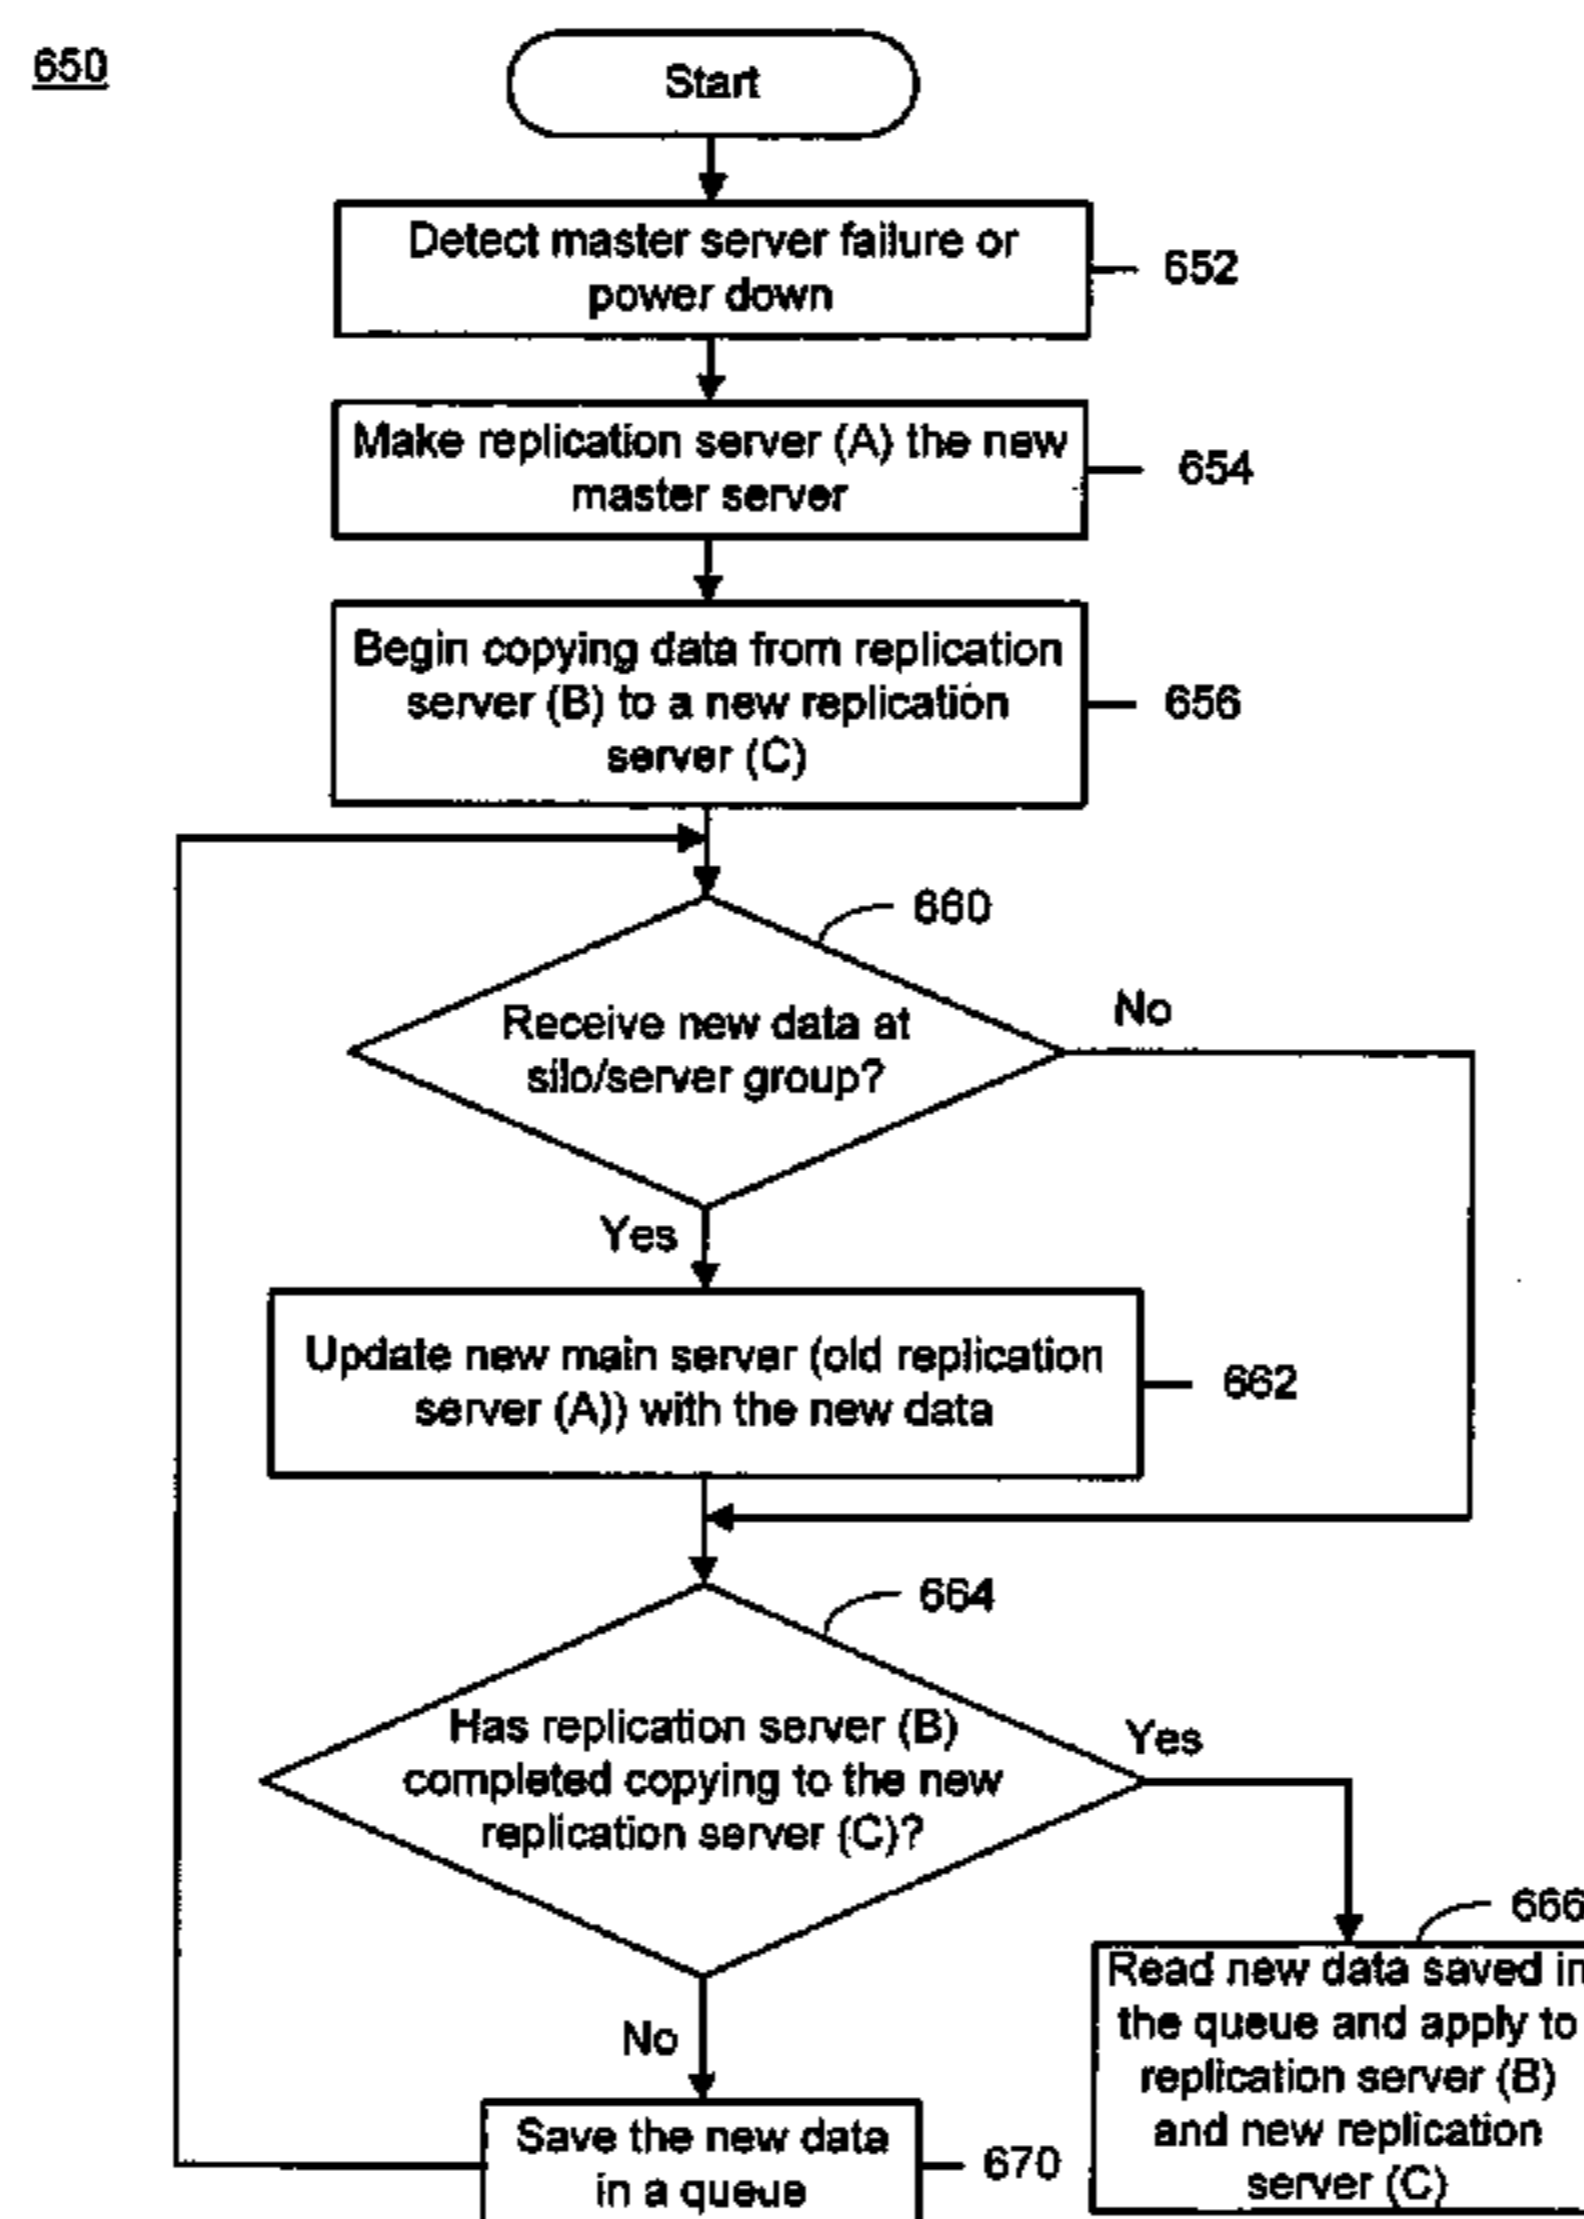 650
Start
Detect master server failure or
power down
652
Make replication server (A) the new
master server
654
Begin copying data from replication
server (B) to a new replication
server (C)
656
660
Receive new data at
silo/server group?
No
Yes
Update new main server (old replication
server (A)) with the new data
662
664
Has replication server (B)
completed copying to the new
replication server (C)?
Yes
666
Read new data saved in
the queue and apply to
replication server (B)
and new replication
server (C)
No
Save the new data
in a queue
670